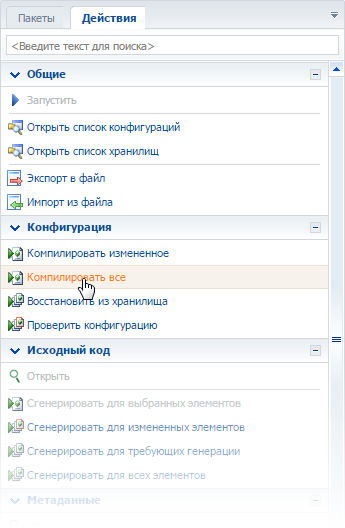 Пакеты Действия
<Введите текст для поиска>
Общие
Запустить
Открыть список конфигураций
Открыть список хранилищ
Экспорт в файл
Импорт из файла
Конфигурация
Компилировать измененное
Компилировать все
Восстановить из хранилища
Проверить конфигурацию
Исходный код
Открыть
Сгенерировать для выбранных элементов
Сгенерировать для измененных элементов
Сгенерировать для требующих генерации
Сгенерировать для всех элементов
Метаданные